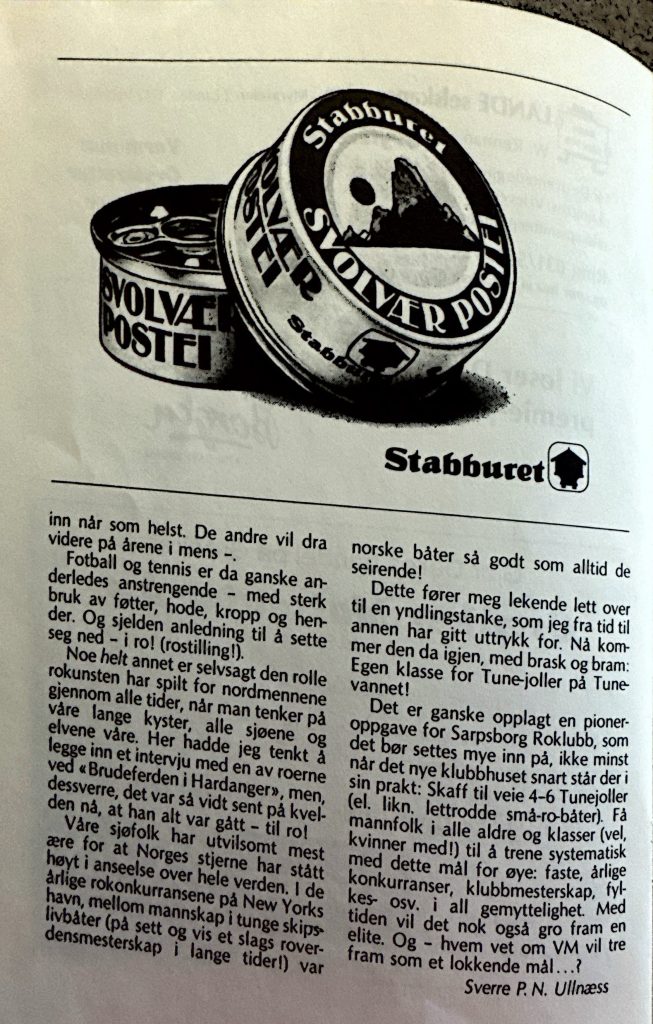 Stabburet
SVOLVÆR POSTEI
SVOLVÆR
POSTEI
Stabburet
SVOLVÆR
POSTEI
Stabburet
inn når som helst. De andre vil dra
videre på årene i mens –.
Fotball og tennis er da ganske an-
derledes anstrengende – med sterk
bruk av føtter, hode, kropp og hen-
der. Og sjelden anledning til å sette
seg ned – i ro! (rostilling!).
Noe helt annet er selvsagt den rolle
rokunsten har spilt for nordmennene
gjennom alle tider, når man tenker på
våre lange kyster, alle sjøene og
elvene våre. Her hadde jeg tenkt å
legge inn et intervju med en av roerne
ved «Brudeferden i Hardanger», men,
dessverre, det var så vidt sent på kvel-
den nå, at han alt var gått – til ro!
Våre sjøfolk har utvilsomt mest
ære for at Norges stjerne har stått
høyt i anseelse over hele verden. I de
årlige rokonkurransene på New Yorks
havn, mellom mannskap i tunge skips-
livbåter (på sett og vis et slags rover-
densmesterskap i lange tider!) var
norske båter så godt som alltid de
seirende!
Dette fører meg lekende lett over
til en yndlingstanke, som jeg fra tid til
annen har gitt uttrykk for. Nå kom-
mer den da igjen, med brask og bram:
Egen klasse for Tune-joller på Tune-
vannet!
Det er ganske opplagt en pioner-
oppgave for Sarpsborg Roklubb, som
det bør settes mye inn på, ikke minst
når det nye klubbhuset snart står der i
sin prakt: Skaff til veie 4–6 Tunejoller
(el. likn. lettrodde små-ro-båter). Få
mannfolk i alle aldre og klasser (vel,
kvinner med!) til å trene systematisk
med dette mål for øye: faste, årlige
konkurranser, klubbmesterskap, fyl-
kes- osv. i all gemyttelighet. Med
tiden vil det nok også gro fram en
elite. Og – hvem vet om VM vil tre
fram som et lokkende mål...?
Sverre P. N. Ullnæss